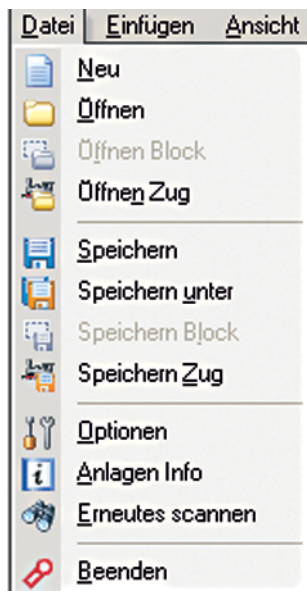 Datei Einfügen Ansicht
Neu
Öffnen
Öffnen Block
Öffnen Zug
Speichern
Speichern unter
Speichern Block
Speichern Zug
Optionen
Anlagen Info
Erneutes scannen
Beenden